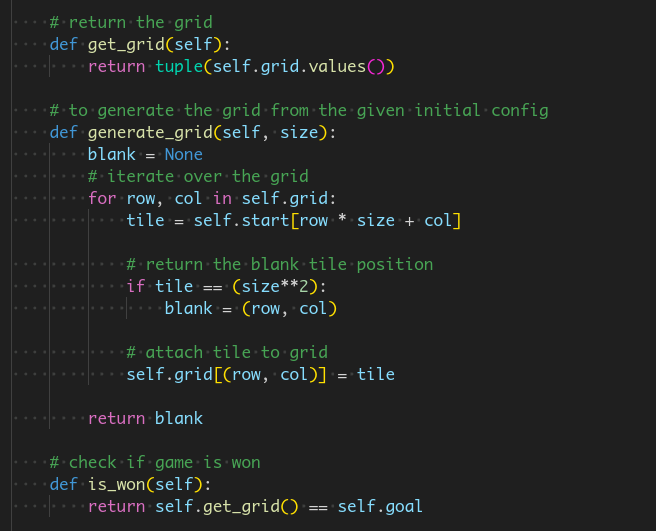 # return the grid
    def get_grid(self):
        return tuple(self.grid.values())

    # to generate the grid from the given initial config
    def generate_grid(self, size):
        blank = None
        # iterate over the grid
        for row, col in self.grid:
            tile = self.start[row * size + col]

            # return the blank tile position
            if tile == (size**2):
                blank = (row, col)

            # attach tile to grid
            self.grid[(row, col)] = tile

        return blank

    # check if game is won
    def is_won(self):
        return self.get_grid() == self.goal